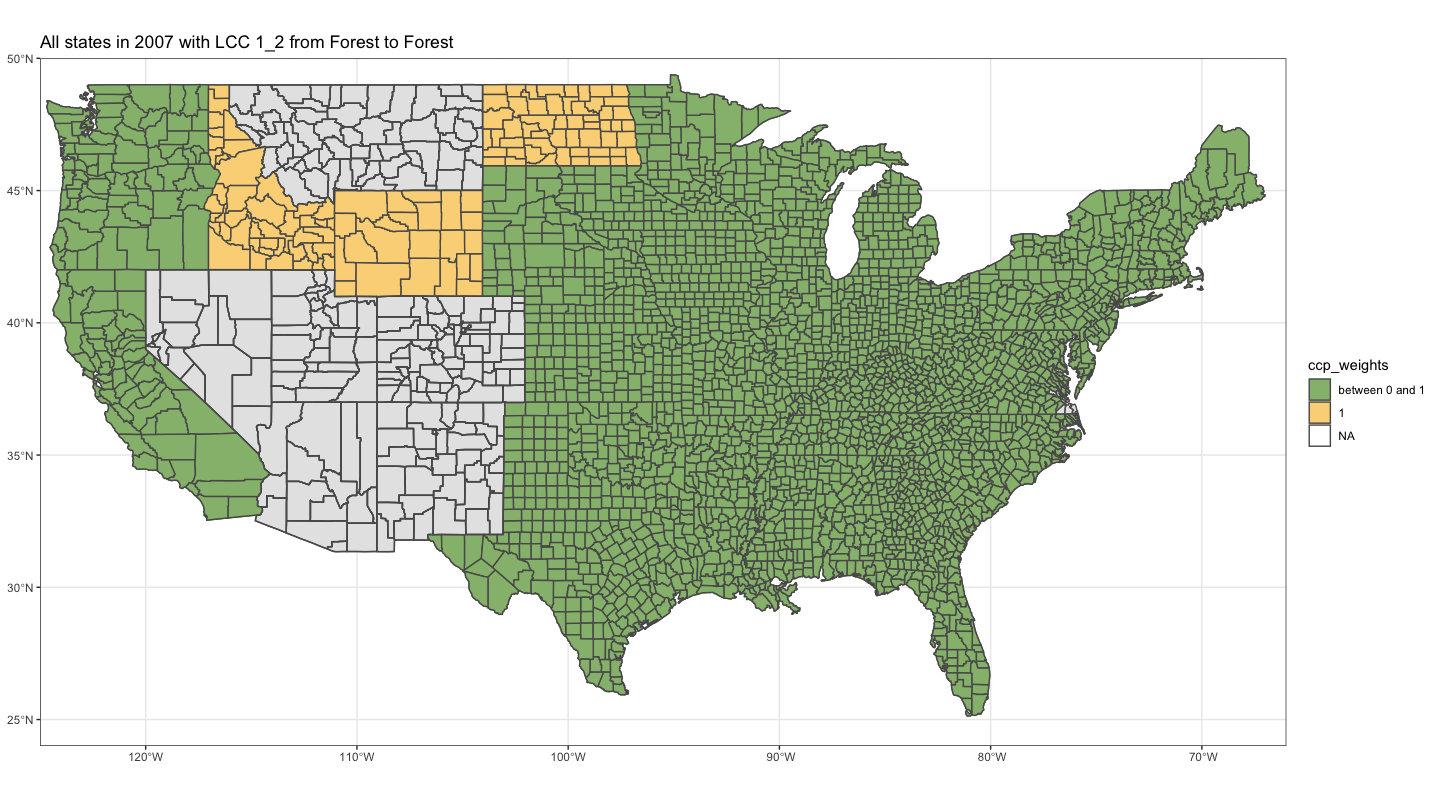 All states in 2007 with LCC 1_2 from Forest to Forest
50°N
45°N
40°N
35°N
30°N
25°N
120°W 110°W 100°W 90°W 80°W 70°W
ccp_weights
between 0 and 1
1
NA